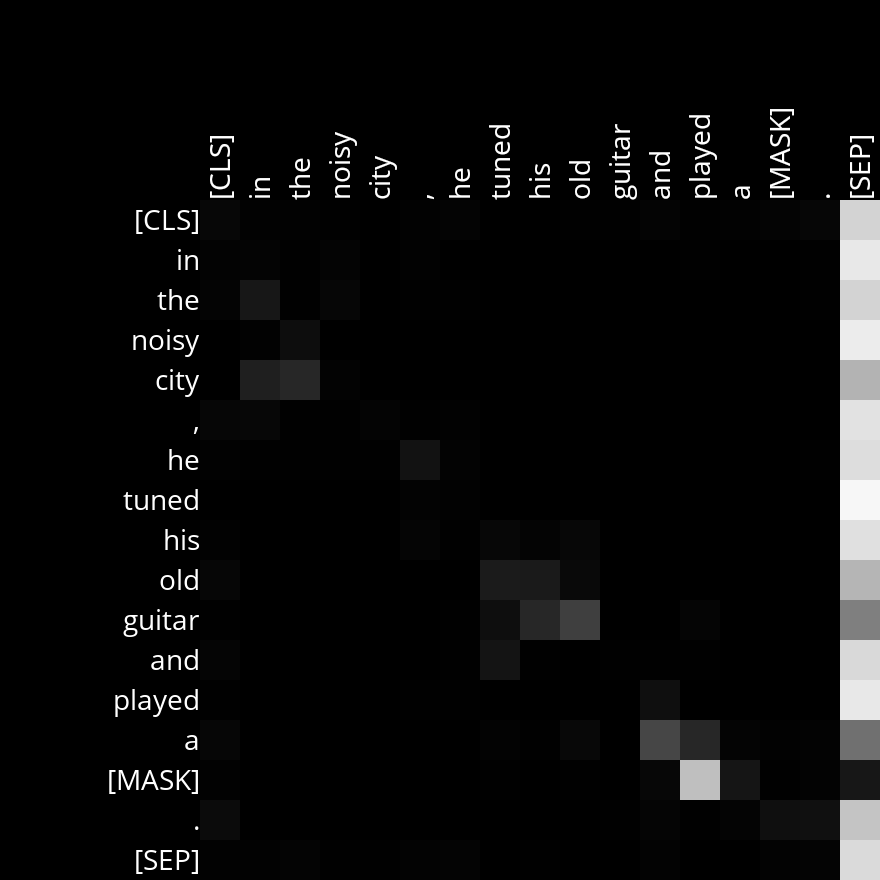 [CLS] in the noisy city , he tuned his old guitar and played a [MASK] . [SEP]
[CLS]
in
the
noisy
city
,
he
tuned
his
old
guitar
and
played
a
[MASK]
.
[SEP]